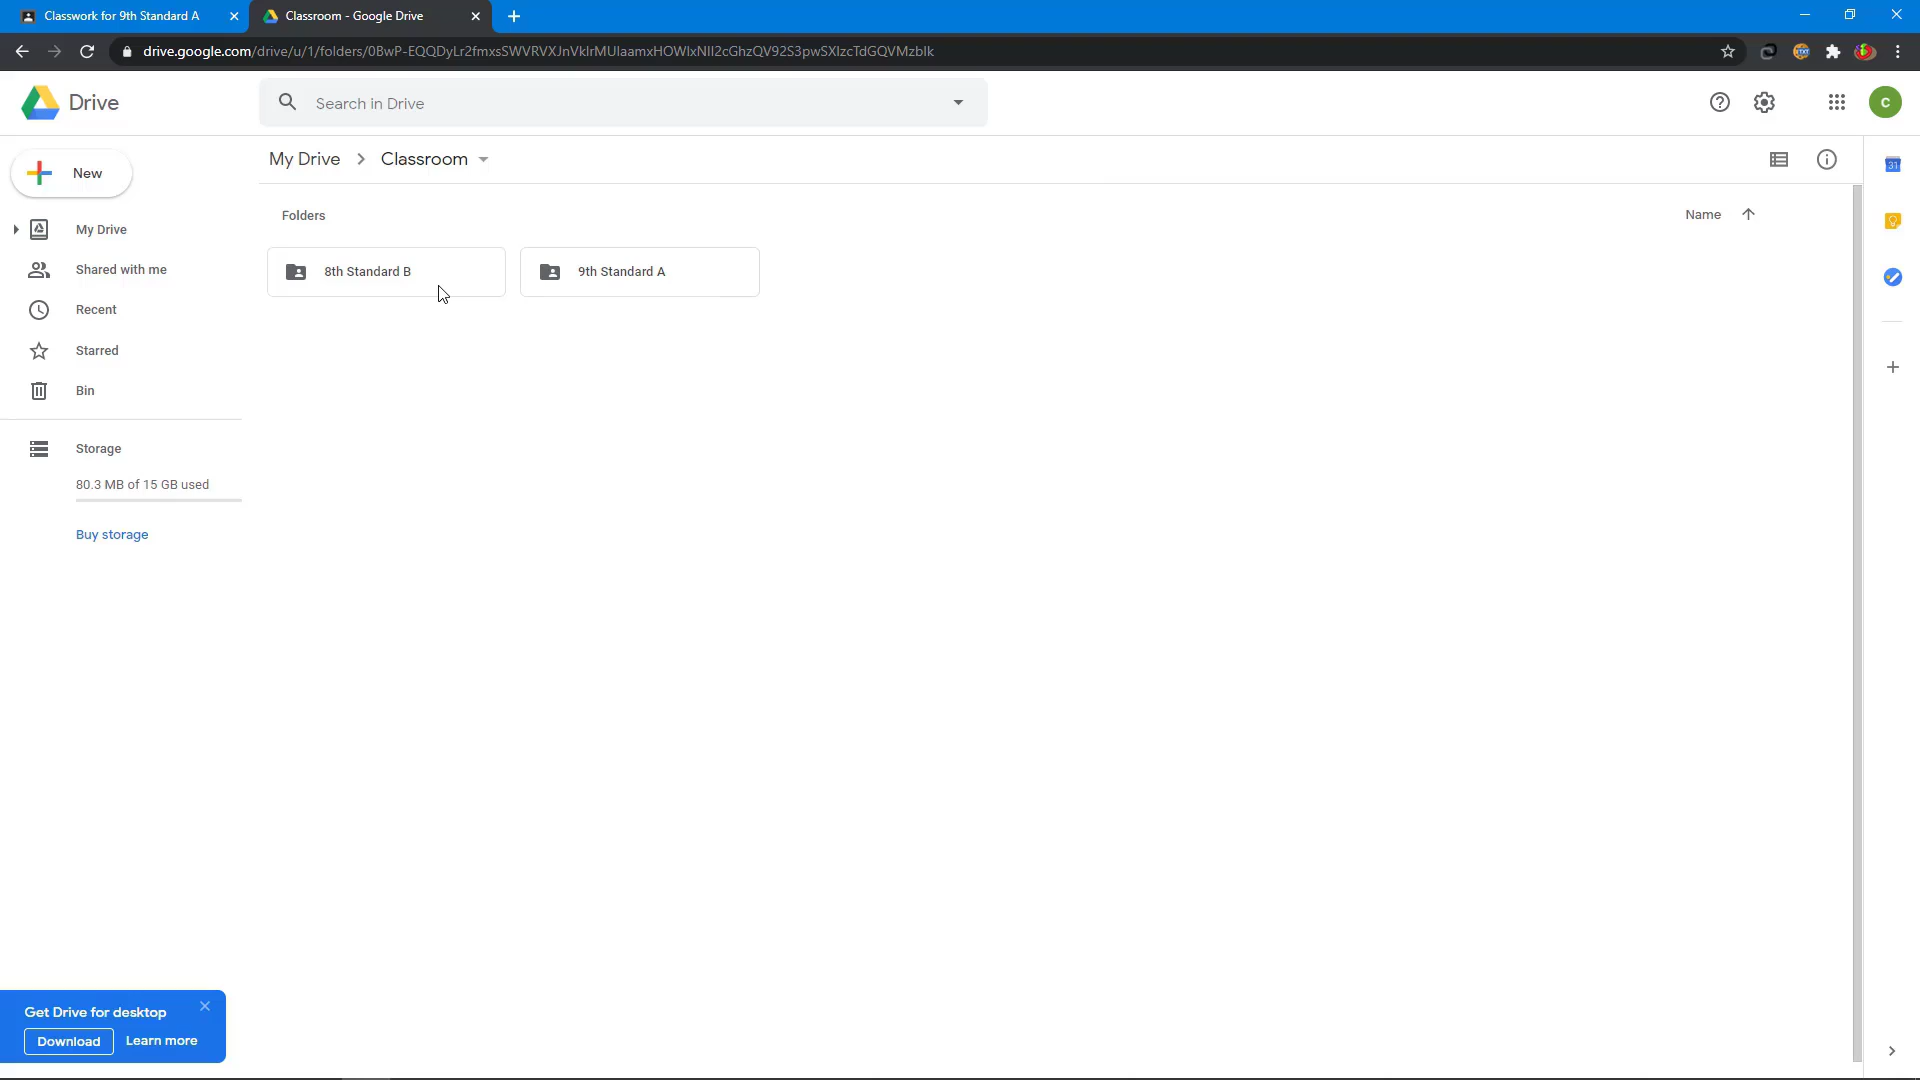 Classwork for 9th Standard A
Classroom - Google Drive
drive.google.com/drive/u/1/folders/0BwP-EQQDyLr2fmxsSWVRVXJnVklrMUlaamxHOWlxNll2cGhzQV92S3pwSXlzcTdGQVMzblk
Drive
Search in Drive
C
New
My Drive
Classroom
My Drive
Shared with me
Recent
Starred
Bin
Storage
80.3 MB of 15 GB used
Buy storage
Folders
Name
8th Standard B
9th Standard A
31
Get Drive for desktop
Download
Learn more